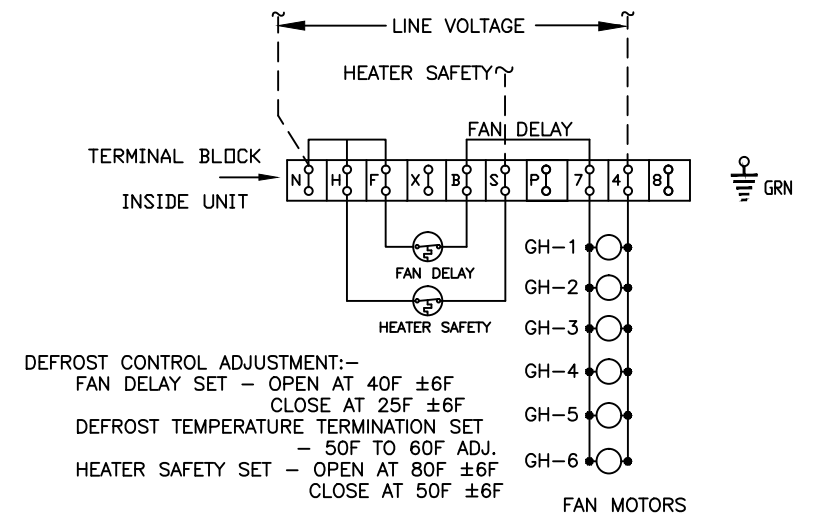 LINE VOLTAGE
HEATER SAFETY
FAN DELAY
TERMINAL BLOCK
INSIDE UNIT
N H F X B S P 7 4 8
GRN
FAN DELAY
HEATER SAFETY
GH-1
GH-2
GH-3
GH-4
GH-5
GH-6
FAN MOTORS
DEFROST CONTROL ADJUSTMENT:-
FAN DELAY SET - OPEN AT 40F ±6F
CLOSE AT 25F ±6F
DEFROST TEMPERATURE TERMINATION SET
- 50F TO 60F ADJ.
HEATER SAFETY SET - OPEN AT 80F ±6F
CLOSE AT 50F ±6F